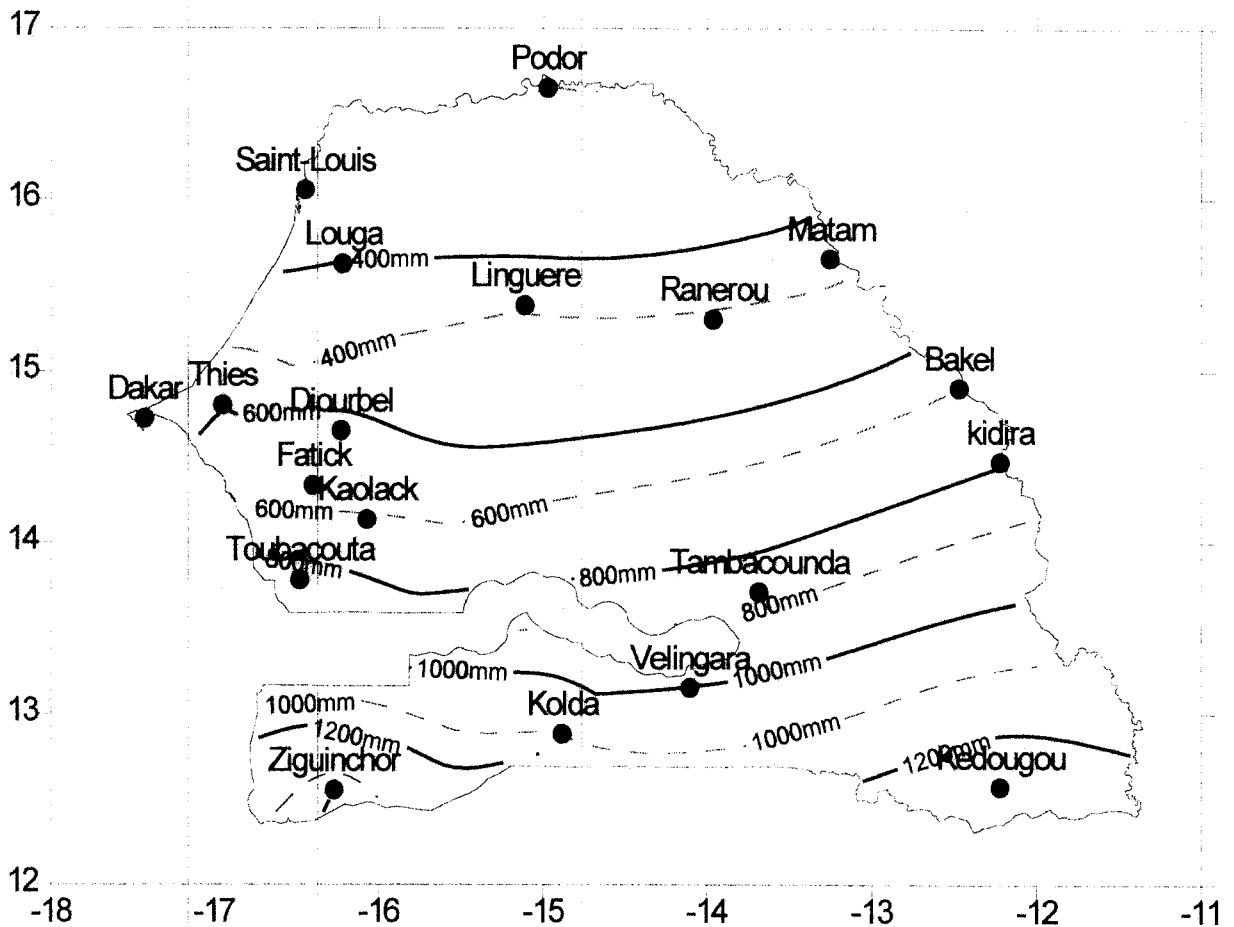 17
Podor
Saint-Louis
16
Louga
400mm
Matam
Linguere
Ranerou
400mm
15
Bakel
Dakar
Thies
600mm
Diourbel
kidira
Fatick
Kaolack
600mm
600mm
14
Toubacouta
800mm
800mm
Tambacounda
800mm
Velingara
1000mm
1000mm
13
1000mm
Kolda
1000mm
1200mm
1200mm
Ziguinchor
Kedougou
12
-18 -17 -16 -15 -14 -13 -12 -11